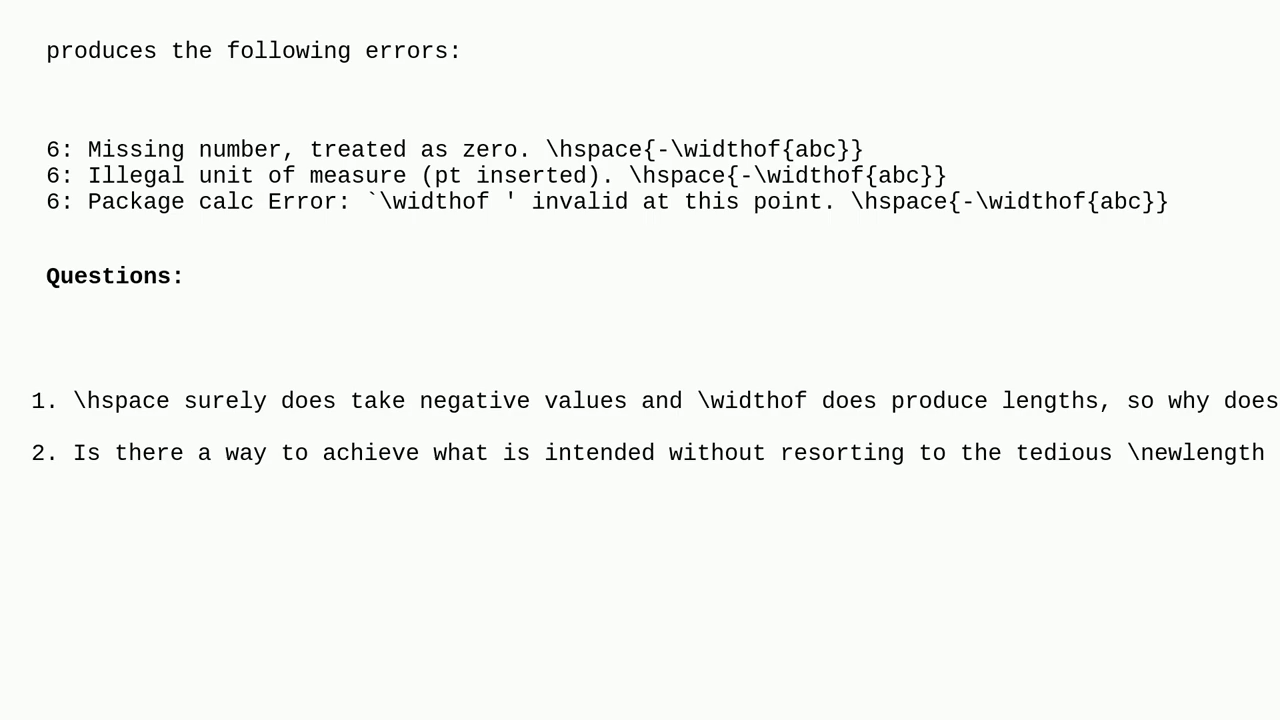 produces the following errors:
6: Missing number, treated as zero. \hspace{-\widthof{abc}}
6: Illegal unit of measure (pt inserted). \hspace{-\widthof{abc}}
6: Package calc Error: `\widthof ' invalid at this point. \hspace{-\widthof{abc}}
Questions:
1. \hspace surely does take negative values and \widthof does produce lengths, so why does
2. Is there a way to achieve what is intended without resorting to the tedious \newlength